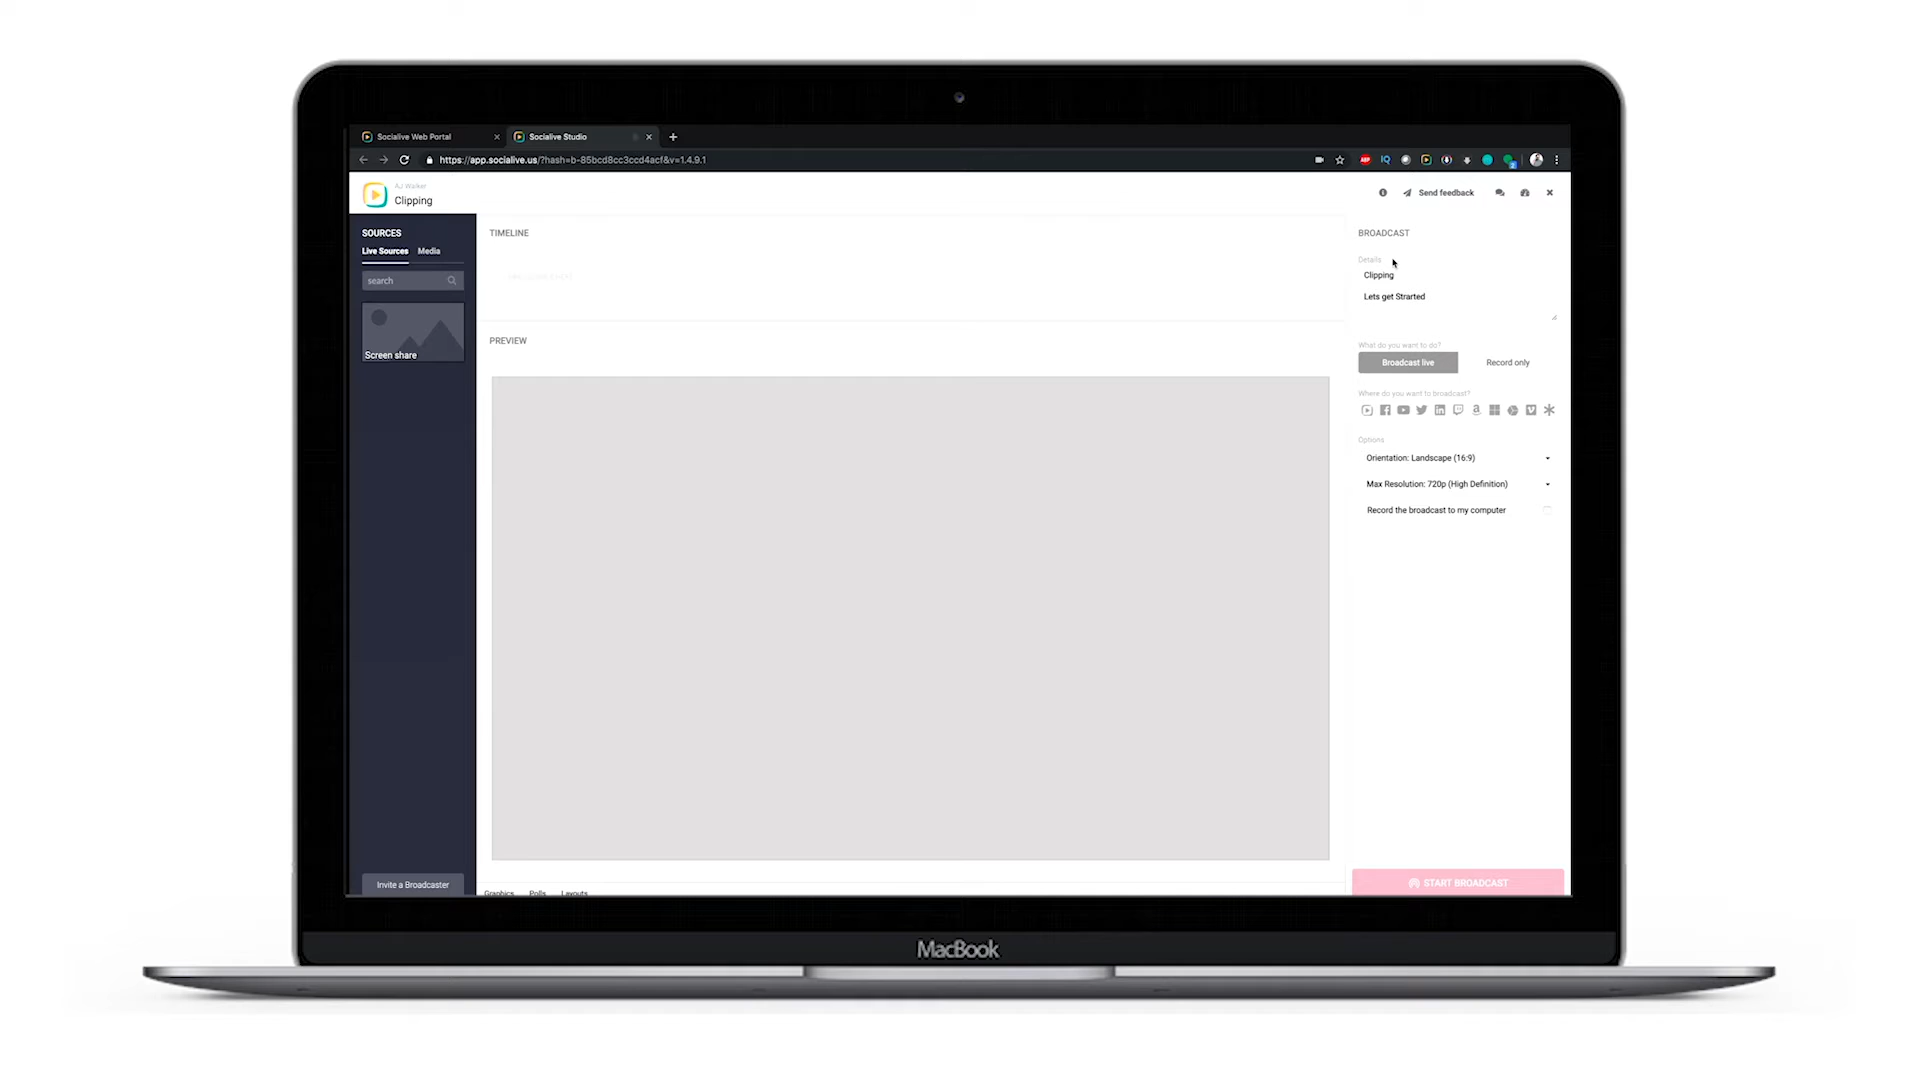 Socialive Web Portal
Socialive Studio
https://app.socialive.us/?hash=b-85bcd8cc3ccd4acf&v=1.4.9.1
AJ Walker
Clipping
Send feedback
SOURCES
Live Sources Media
search
Screen share
Invite a Broadcaster
TIMELINE
PREVIEW
Graphics Polls Layouts
BROADCAST
Details
Clipping
Lets get Strarted
What do you want to do?
Broadcast live Record only
Where do you want to broadcast?
Options
Orientation: Landscape (16:9)
Max Resolution: 720p (High Definition)
Record the broadcast to my computer
START BROADCAST
MacBook